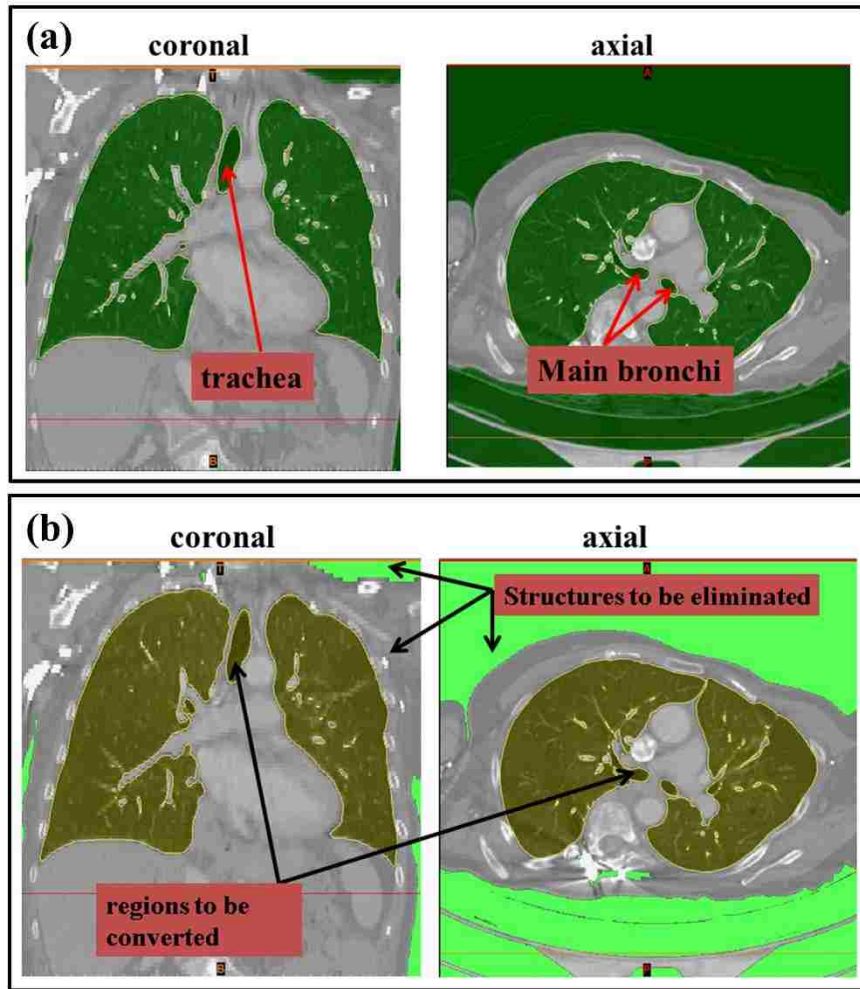 (a)
coronal
axial
T
A
trachea
Main bronchi
B
P
(b)
coronal
axial
T
A
Structures to be eliminated
regions to be
converted
B
P